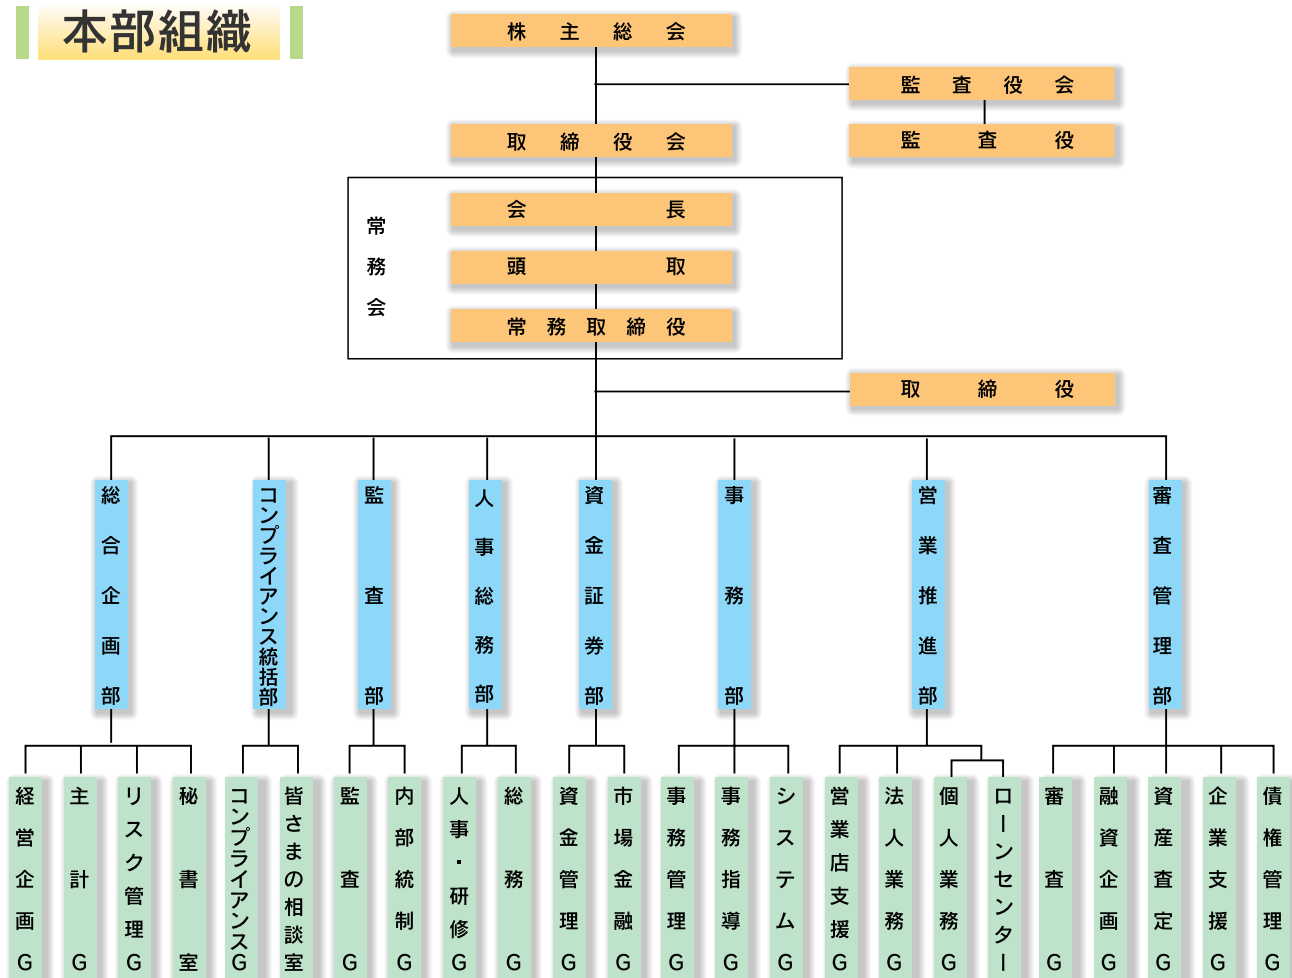 本部組織
株主総会
監査役会
監査役
取締役会
常務会
会長
頭取
常務取締役
取締役
総合企画部
コンプライアンス統括部
監査部
人事総務部
資金証券部
事務部
営業推進部
審査管理部
経営企画G
主計G
リスク管理G
秘書室
コンプライアンスG
皆さまの相談室
監査G
内部統制G
人事・研修G
総務G
資金管理G
市場金融G
事務管理G
事務指導G
システムG
営業店支援G
法人業務G
個人業務G
ローンセンター
審査G
融資企画G
資産査定G
企業支援G
債権管理G